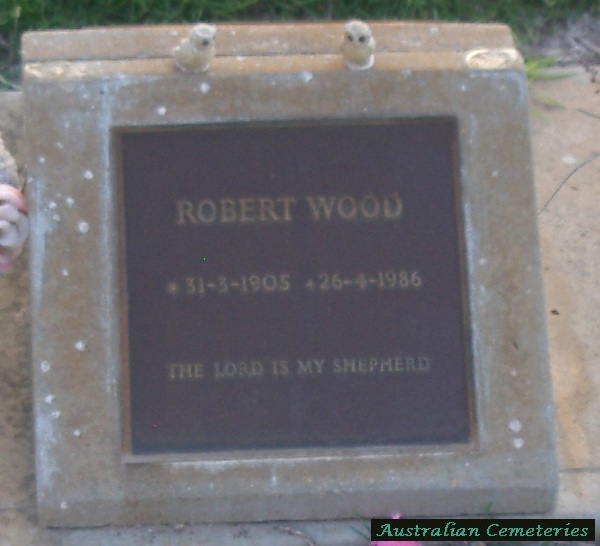 ROBERT WOOD
* 31-3-1905 +26-4-1986
THE LORD IS MY SHEPHERD
Australian Cemeteries